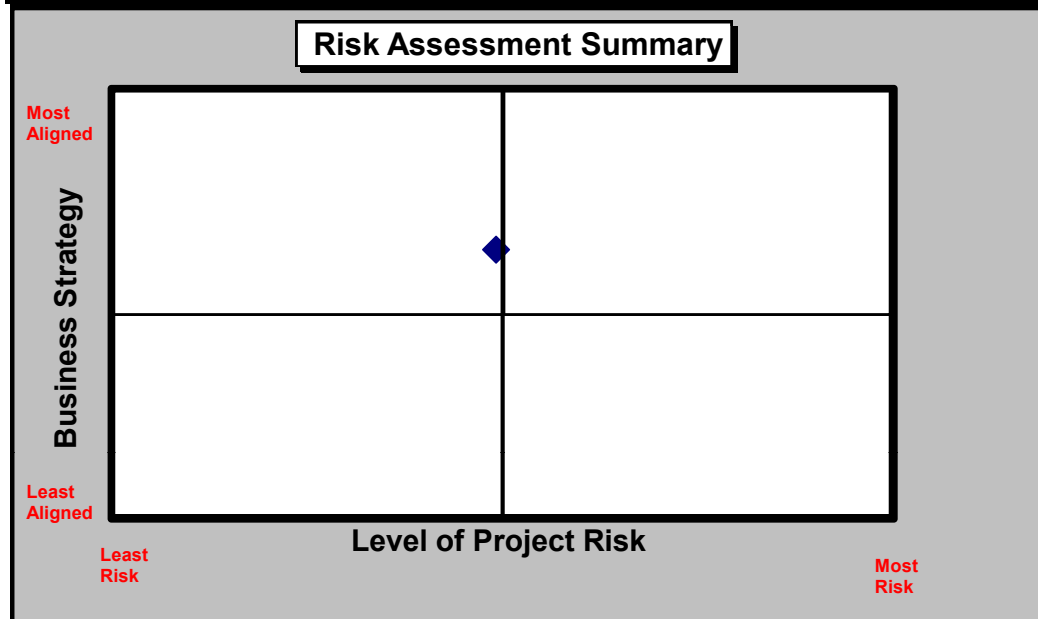 Risk Assessment Summary
Most
Aligned
Business Strategy
Least
Aligned
Level of Project Risk
Least
Risk
Most
Risk